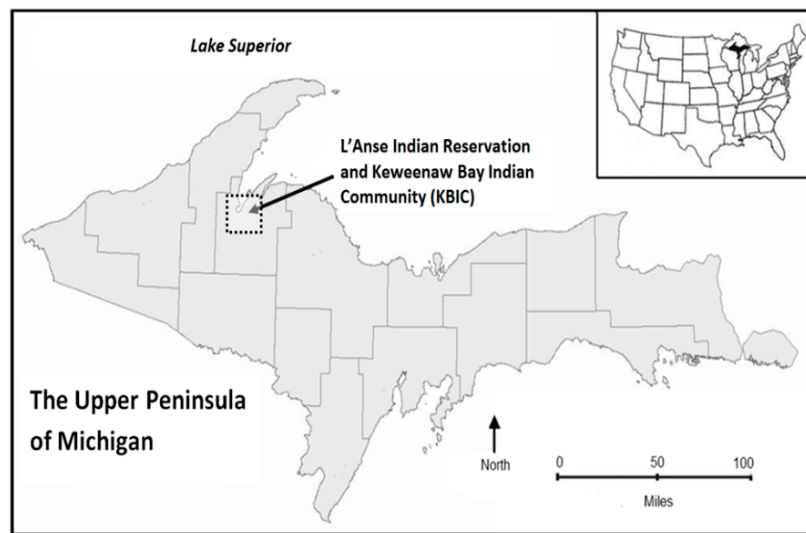 Lake Superior
L'Anse Indian Reservation
and Keweenaw Bay Indian
Community (KBIC)
The Upper Peninsula
of Michigan
North
0 50 100
Miles